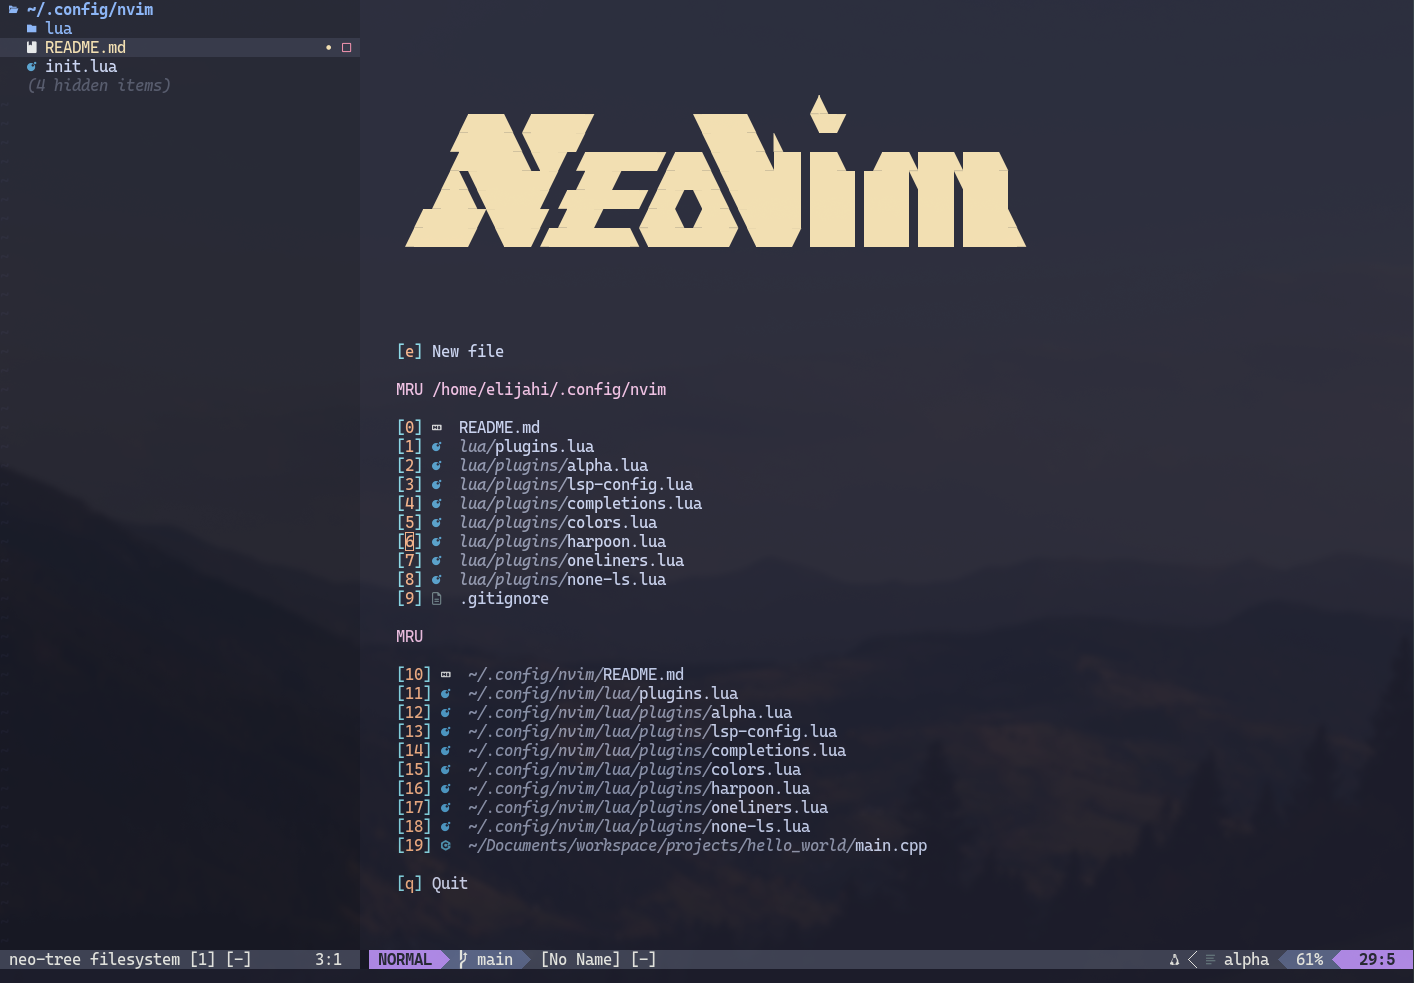 ~/.config/nvim
lua
README.md
init.lua
(4 hidden items)
Neovim
[e] New file
MRU /home/elijahi/.config/nvim
[0] README.md
[1] lua/plugins.lua
[2] lua/plugins/alpha.lua
[3] lua/plugins/lsp-config.lua
[4] lua/plugins/completions.lua
[5] lua/plugins/colors.lua
[6] lua/plugins/harpoon.lua
[7] lua/plugins/oneliners.lua
[8] lua/plugins/none-ls.lua
[9] .gitignore
MRU
[10] ~/.config/nvim/README.md
[11] ~/.config/nvim/lua/plugins.lua
[12] ~/.config/nvim/lua/plugins/alpha.lua
[13] ~/.config/nvim/lua/plugins/lsp-config.lua
[14] ~/.config/nvim/lua/plugins/completions.lua
[15] ~/.config/nvim/lua/plugins/colors.lua
[16] ~/.config/nvim/lua/plugins/harpoon.lua
[17] ~/.config/nvim/lua/plugins/oneliners.lua
[18] ~/.config/nvim/lua/plugins/none-ls.lua
[19] ~/Documents/workspace/projects/hello_world/main.cpp
[q] Quit
neo-tree filesystem [1] [-] 3:1
NORMAL main [No Name] [-] alpha 61% 29:5